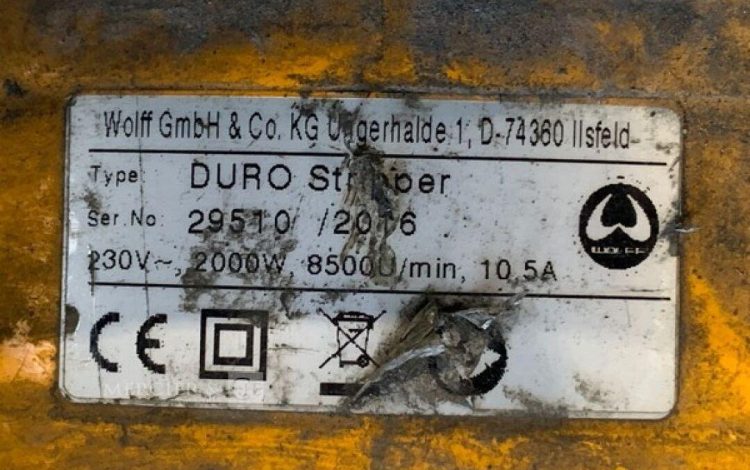 Wolff GmbH & Co. KG Ungerhalde 1, D-74360 Ilsfeld
Type: DURO Stripper
Ser.No. 29510 /2016
230V~, 2000W, 8500U/min, 10.5A
CE
WOLFF